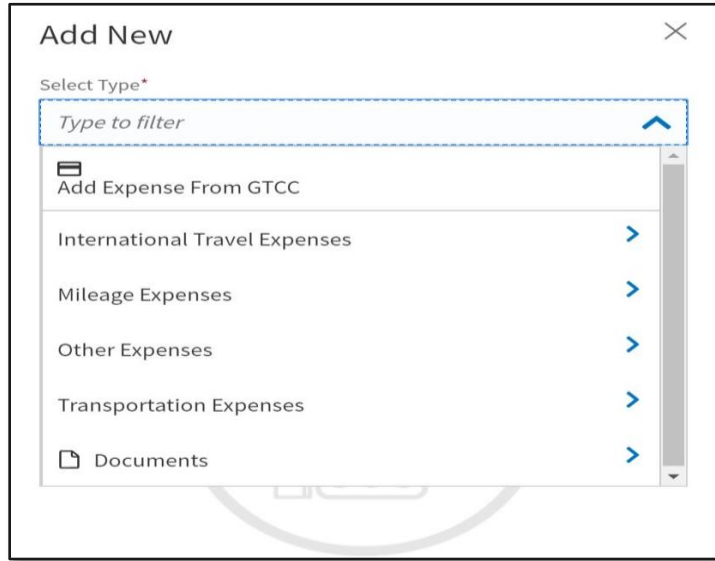 Add New
Select Type*
Type to filter
Add Expense From GTCC
International Travel Expenses
Mileage Expenses
Other Expenses
Transportation Expenses
Documents